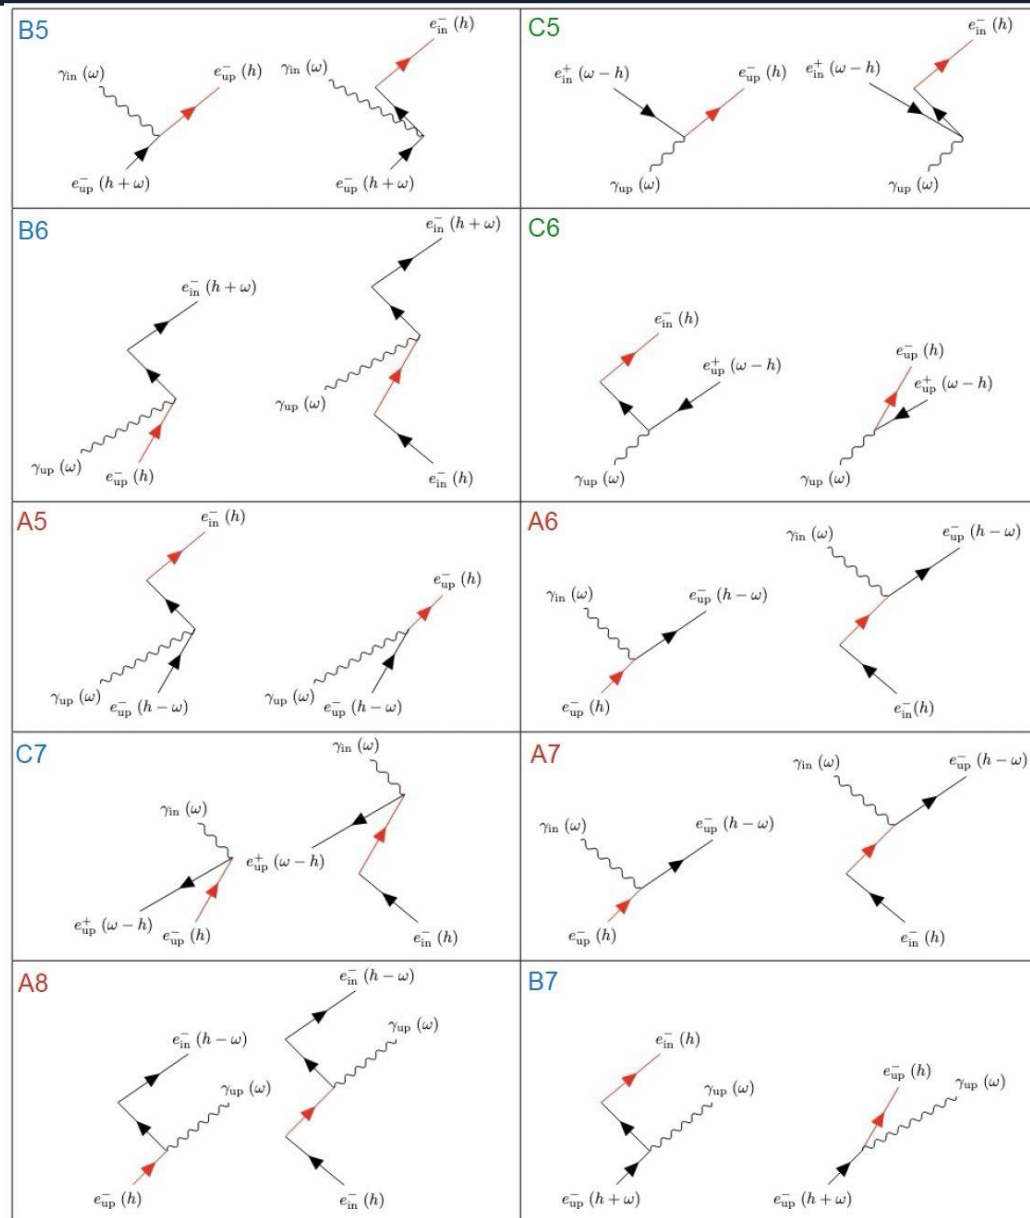 B5
γin (ω)
e⁻up (h)
e⁻up (h + ω)
γin (ω)
e⁻in (h)
e⁻up (h + ω)
C5
e⁺in (ω − h)
e⁻up (h)
γup (ω)
e⁺in (ω − h)
e⁻in (h)
γup (ω)
B6
e⁻in (h + ω)
γup (ω)
e⁻up (h)
e⁻in (h + ω)
γup (ω)
e⁻in (h)
C6
e⁻in (h)
e⁺up (ω − h)
γup (ω)
e⁻up (h)
e⁺up (ω − h)
γup (ω)
A5
e⁻in (h)
γup (ω)
e⁻up (h − ω)
e⁻up (h)
γup (ω)
e⁻up (h − ω)
A6
γin (ω)
e⁻up (h − ω)
e⁻up (h)
γin (ω)
e⁻up (h − ω)
e⁻in (h)
C7
γin (ω)
e⁺up (ω − h)
e⁻up (h)
γin (ω)
e⁺up (ω − h)
e⁻in (h)
A7
γin (ω)
e⁻up (h − ω)
e⁻up (h)
γin (ω)
e⁻up (h − ω)
e⁻in (h)
A8
e⁻in (h − ω)
γup (ω)
e⁻up (h)
e⁻in (h − ω)
γup (ω)
e⁻in (h)
B7
e⁻in (h)
γup (ω)
e⁻up (h + ω)
e⁻up (h)
γup (ω)
e⁻up (h + ω)